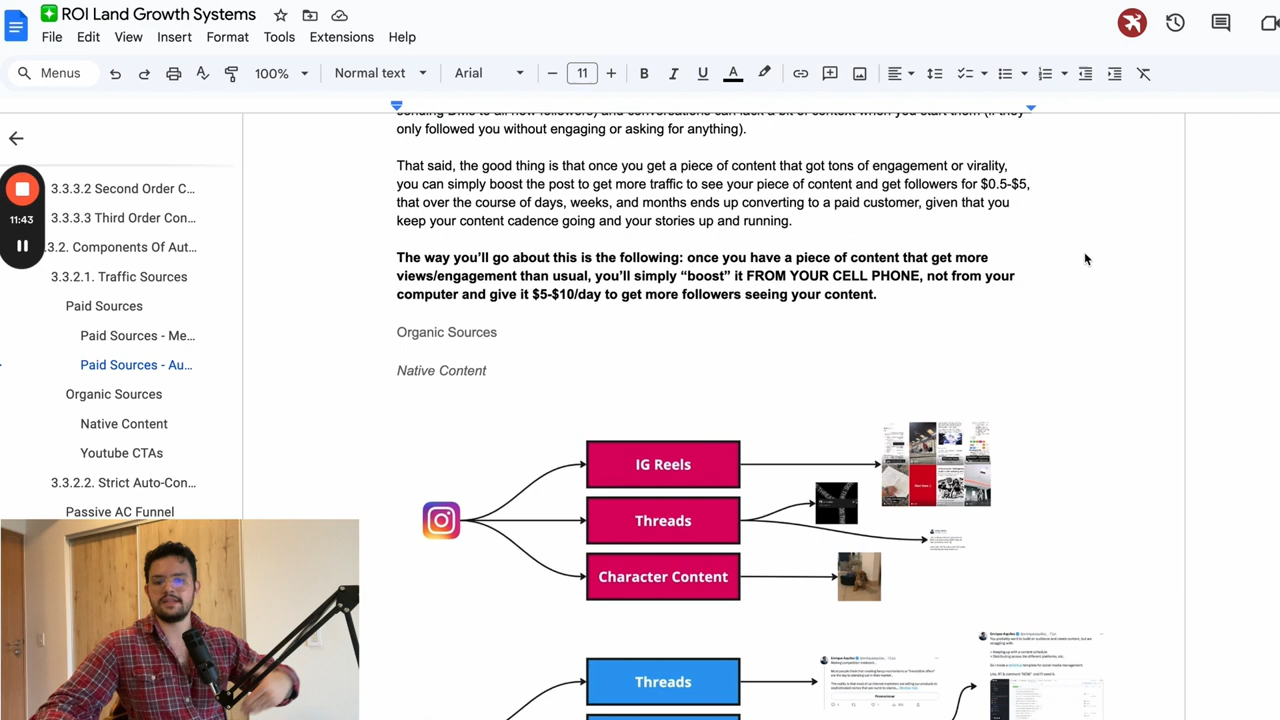 ROI Land Growth Systems
File Edit View Insert Format Tools Extensions Help
Menus 100% Normal text Arial 11 B I U A
3.3.3.2 Second Order C...
3.3.3.3 Third Order Con...
3.2. Components Of Aut...
3.3.2.1. Traffic Sources
Paid Sources
Paid Sources - Me...
Paid Sources - Au...
Organic Sources
Native Content
Youtube CTAs
3.3.2.2. Strict Auto-Con...
Passive AC Funnel
11:43
only followed you without engaging or asking for anything).
That said, the good thing is that once you get a piece of content that got tons of engagement or virality,
you can simply boost the post to get more traffic to see your piece of content and get followers for $0.5-$5,
that over the course of days, weeks, and months ends up converting to a paid customer, given that you
keep your content cadence going and your stories up and running.
The way you’ll go about this is the following: once you have a piece of content that get more
views/engagement than usual, you’ll simply “boost” it FROM YOUR CELL PHONE, not from your
computer and give it $5-$10/day to get more followers seeing your content.
Organic Sources
Native Content
IG Reels
Threads
Character Content
Threads